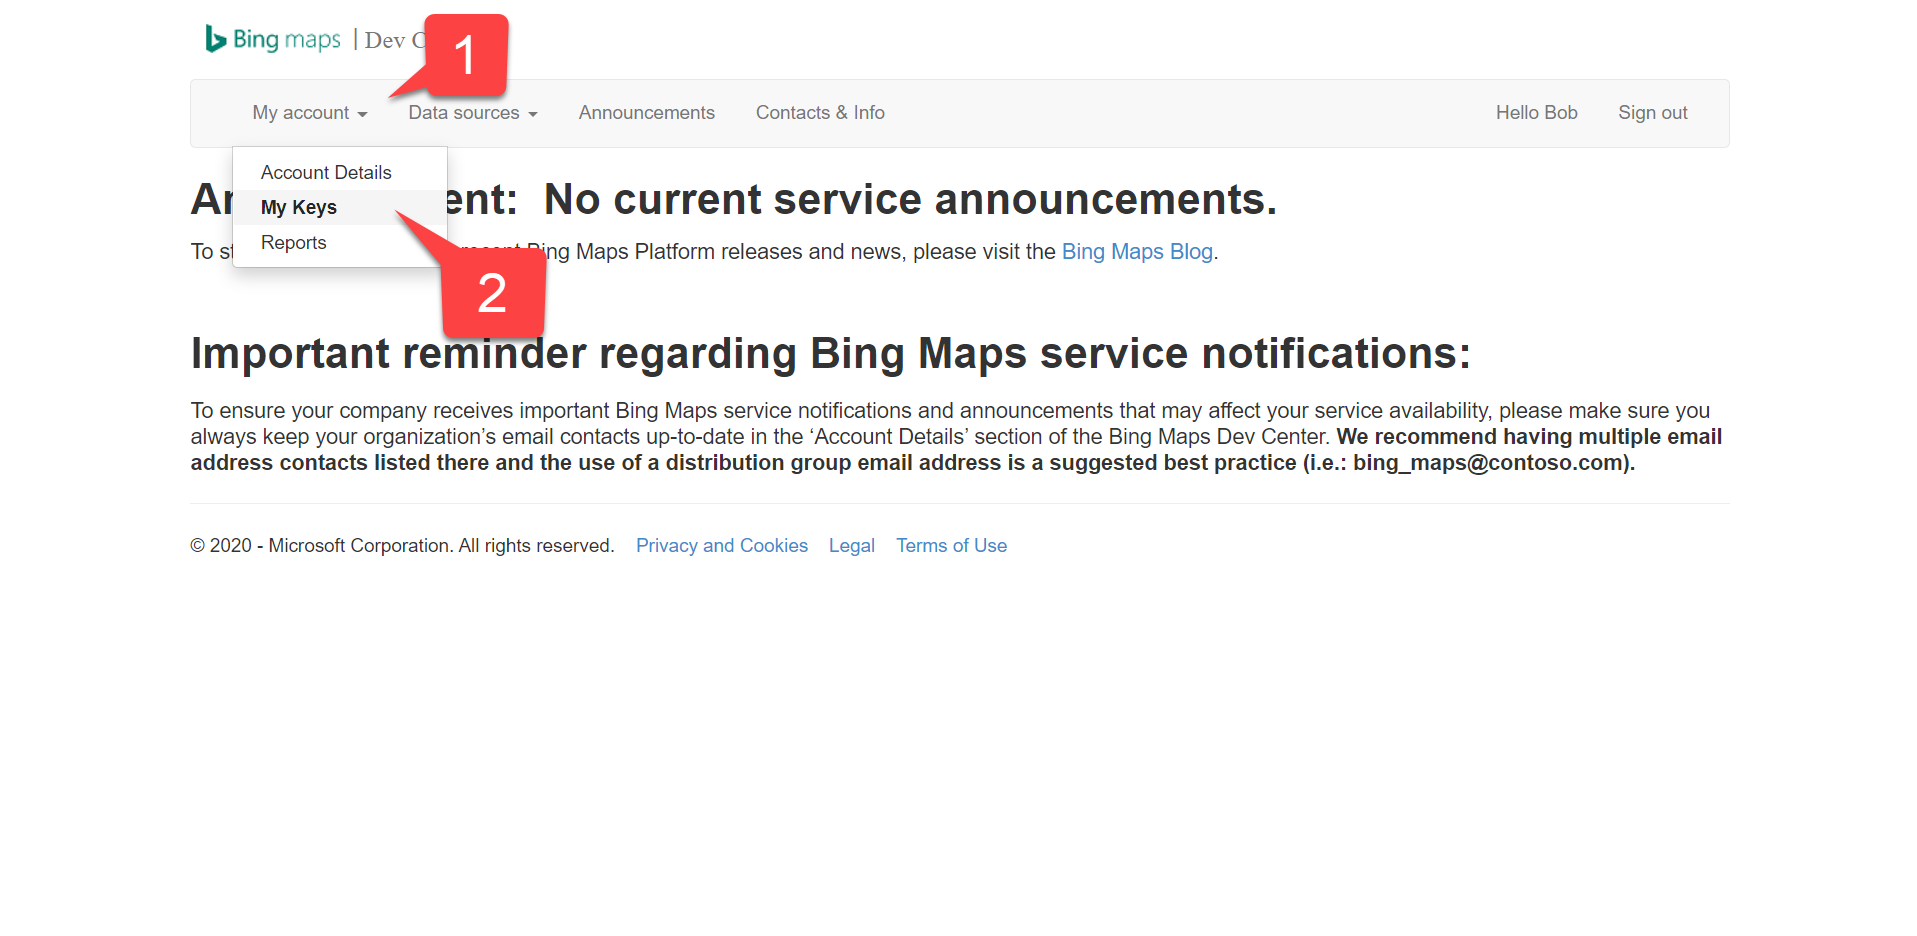 Bing maps | Dev C
1
My account Data sources Announcements Contacts & Info Hello Bob Sign out
Account Details
My Keys
Reports
2
ent: No current service announcements.
To st Bing Maps Platform releases and news, please visit the Bing Maps Blog.
Important reminder regarding Bing Maps service notifications:
To ensure your company receives important Bing Maps service notifications and announcements that may affect your service availability, please make sure you
always keep your organization’s email contacts up-to-date in the ‘Account Details’ section of the Bing Maps Dev Center. We recommend having multiple email
address contacts listed there and the use of a distribution group email address is a suggested best practice (i.e.: bing_maps@contoso.com).
© 2020 - Microsoft Corporation. All rights reserved. Privacy and Cookies Legal Terms of Use